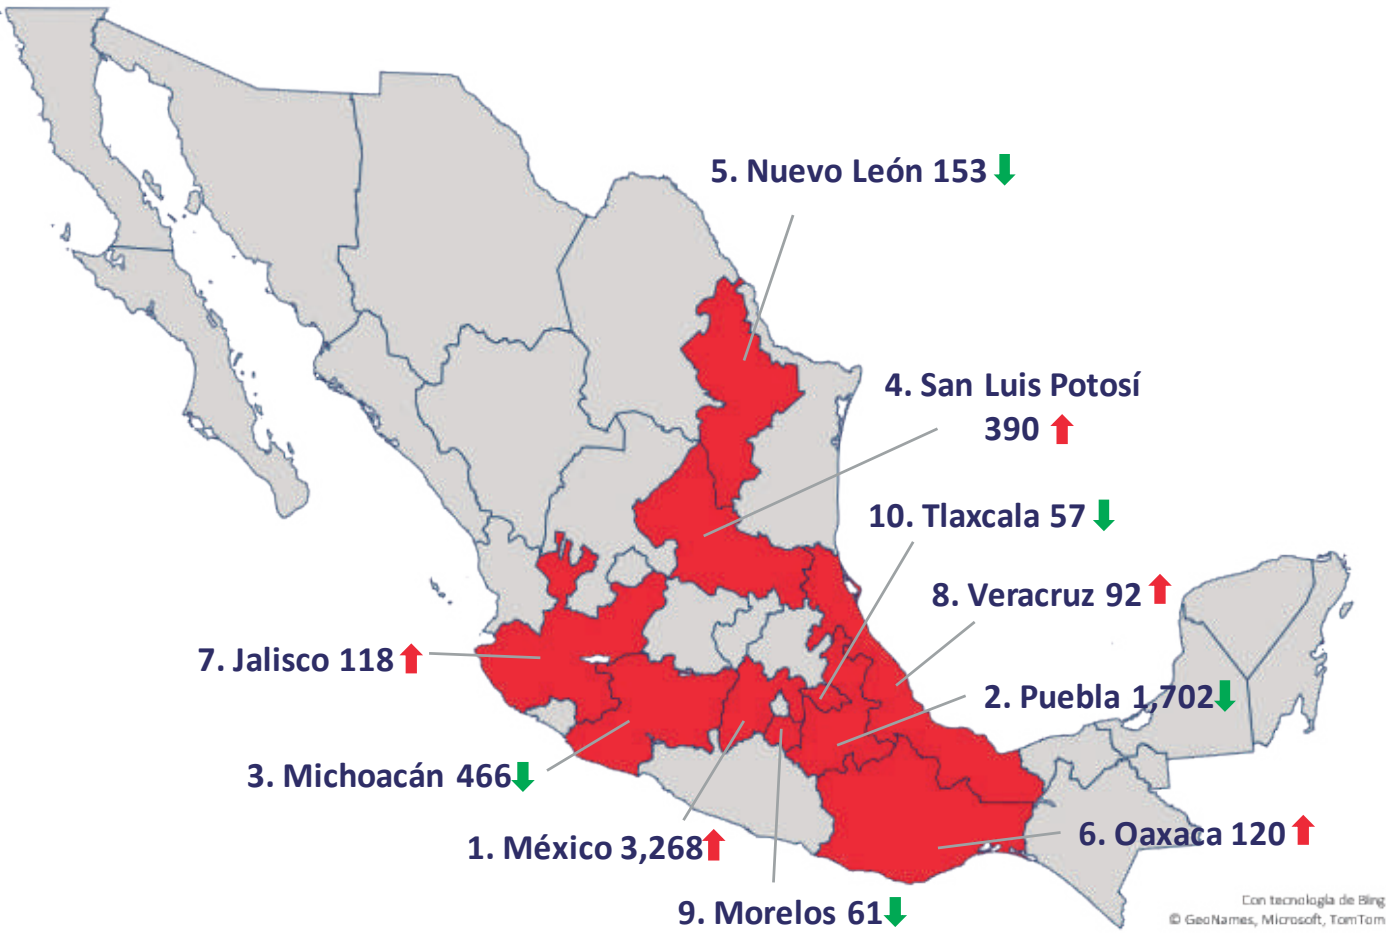 5. Nuevo León 153
4. San Luis Potosí
390
10. Tlaxcala 57
8. Veracruz 92
7. Jalisco 118
2. Puebla 1,702
3. Michoacán 466
1. México 3,268
6. Oaxaca 120
9. Morelos 61
Con tecnología de Bing
© GeoNames, Microsoft, TomTom